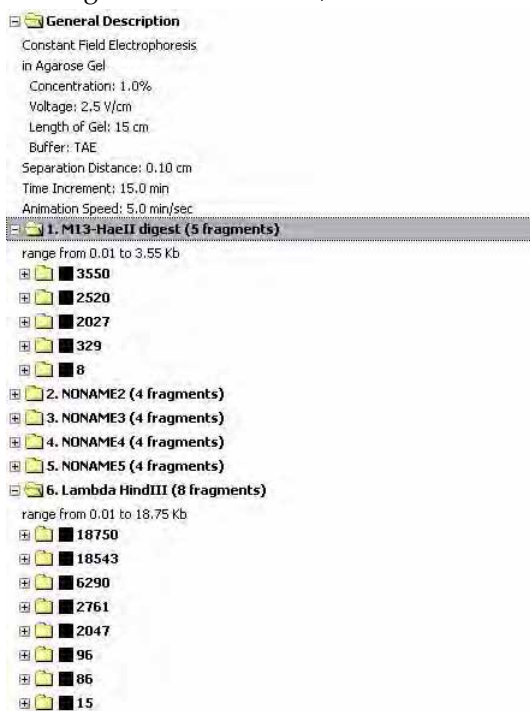 General Description
Constant Field Electrophoresis
in Agarose Gel
Concentration: 1.0%
Voltage: 2.5 V/cm
Length of Gel: 15 cm
Buffer: TAE
Separation Distance: 0.10 cm
Time Increment: 15.0 min
Animation Speed: 5.0 min/sec
1. M13-HaeII digest (5 fragments)
range from 0.01 to 3.55 Kb
3550
2520
2027
329
8
2. NONAME2 (4 fragments)
3. NONAME3 (4 fragments)
4. NONAME4 (4 fragments)
5. NONAME5 (4 fragments)
6. Lambda HindIII (8 fragments)
range from 0.01 to 18.75 Kb
18750
18543
6290
2761
2047
96
86
15